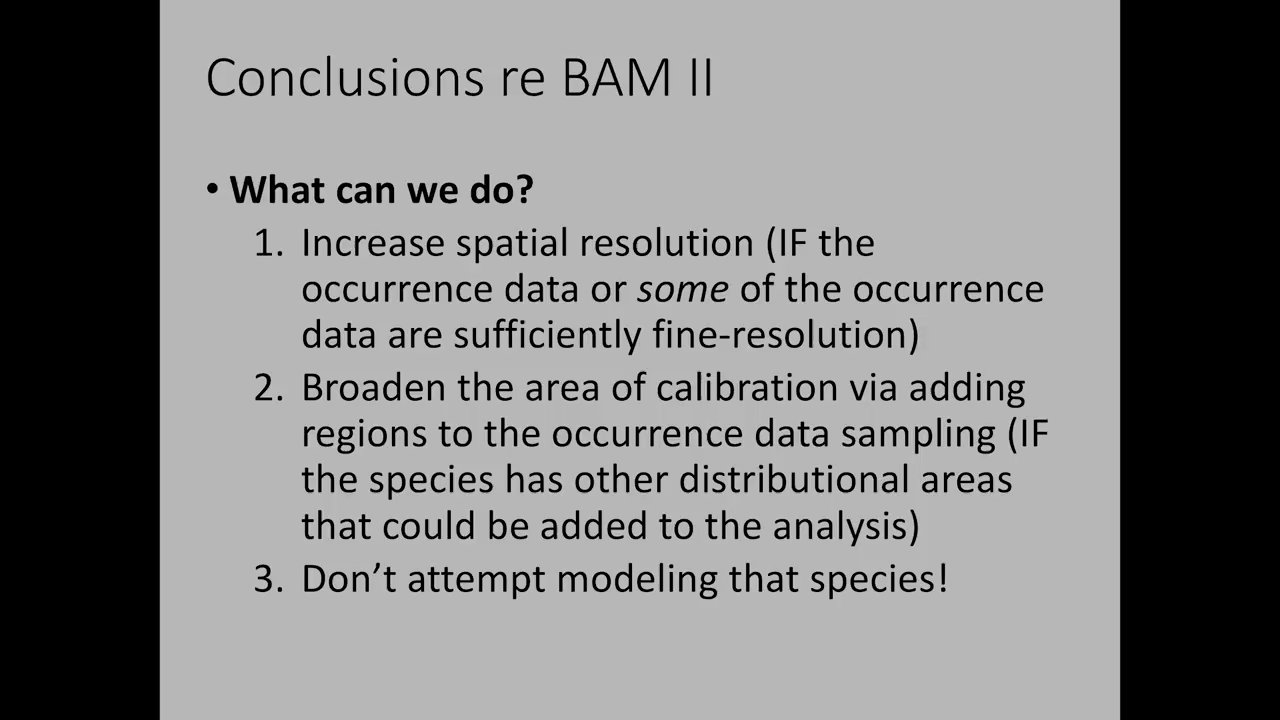 Conclusions re BAM II
• What can we do?
1. Increase spatial resolution (IF the
occurrence data or some of the occurrence
data are sufficiently fine-resolution)
2. Broaden the area of calibration via adding
regions to the occurrence data sampling (IF
the species has other distributional areas
that could be added to the analysis)
3. Don’t attempt modeling that species!